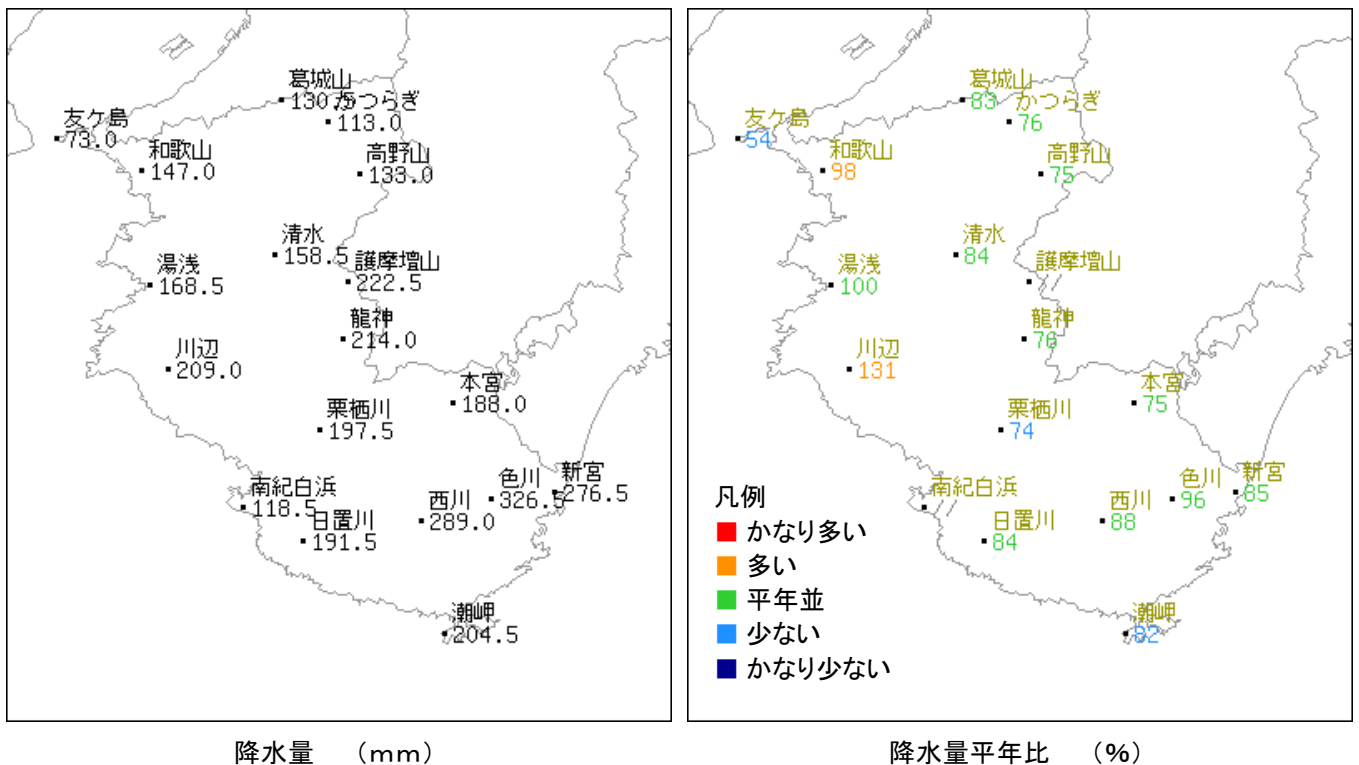 葛城山
130.5
かつらぎ
113.0
友ケ島
73.0
和歌山
147.0
高野山
133.0
清水
158.5
護摩壇山
222.5
湯浅
168.5
龍神
214.0
川辺
209.0
本宮
188.0
栗栖川
197.5
新宮
276.5
色川
326.5
西川
289.0
南紀白浜
118.5
日置川
191.5
潮岬
204.5
降水量 (mm)
葛城山
83
かつらぎ
76
友ケ島
54
和歌山
98
高野山
75
清水
84
護摩壇山
//
湯浅
100
龍神
76
川辺
131
本宮
75
栗栖川
74
新宮
85
色川
96
西川
88
南紀白浜
//
日置川
84
潮岬
82
凡例
かなり多い
多い
平年並
少ない
かなり少ない
降水量平年比 (%)